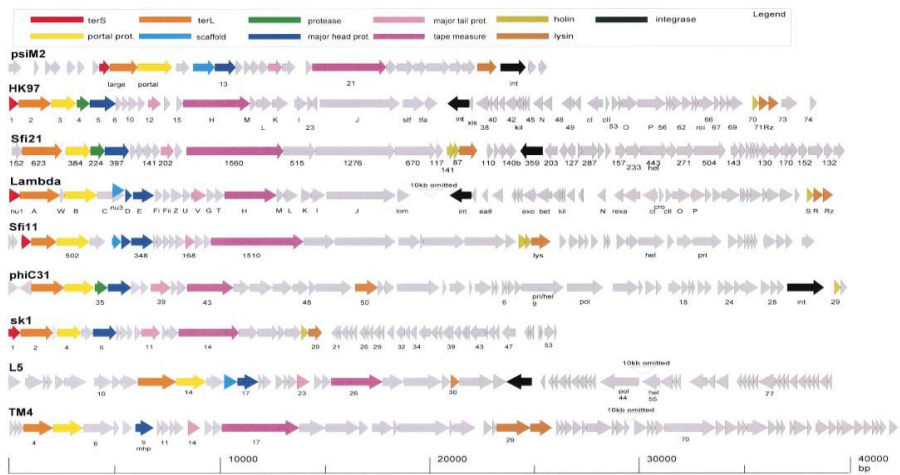 terS terL protease major tail prot. holin integrase Legend
portal prot. scaffold major head prot. tape measure lysin
psiM2
large portal 13 21 int
HK97
1 2 3 4 5 6 10 12 15 H M K I J stf tfa int xis 40 42 45 N 48 cI cII O P 56 62 rci 66 67 69 70 71 Rz 73 74
L 23 38 kil 49 53
Sfi21
152 623 384 224 397 141 202 1560 515 1276 670 117 87 110 140b 359 203 127 287 157 443 271 504 143 130 170 152 132
141 233 hel
Lambda
10kb omitted
nu1 A W B C nu3 D E Fi Fii Z U V G T H M L K I J lom int ea8 exo bet kil N rexa cI cro cII O P S R Rz
Sfi11
502 348 168 1510 lys hel pri
phiC31
35 39 43 48 50 6 pri/hel 9 pol 18 24 28 int 29
sk1
1 2 4 6 11 14 20 21 26 29 32 34 39 43 47 53
L5
10kb omitted
10 14 17 23 26 30 pol 44 hel 55 77
TM4
10kb omitted
4 6 9 mhp 11 14 17 29 70
10000 20000 30000 40000
bp